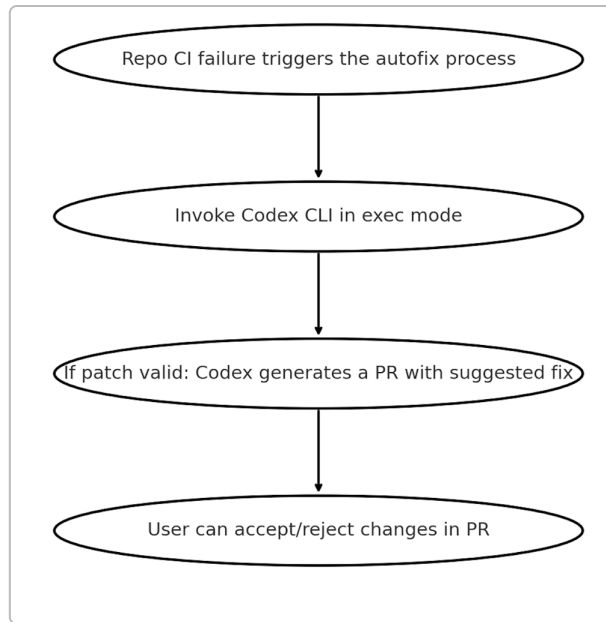 Repo CI failure triggers the autofix process
Invoke Codex CLI in exec mode
If patch valid: Codex generates a PR with suggested fix
User can accept/reject changes in PR